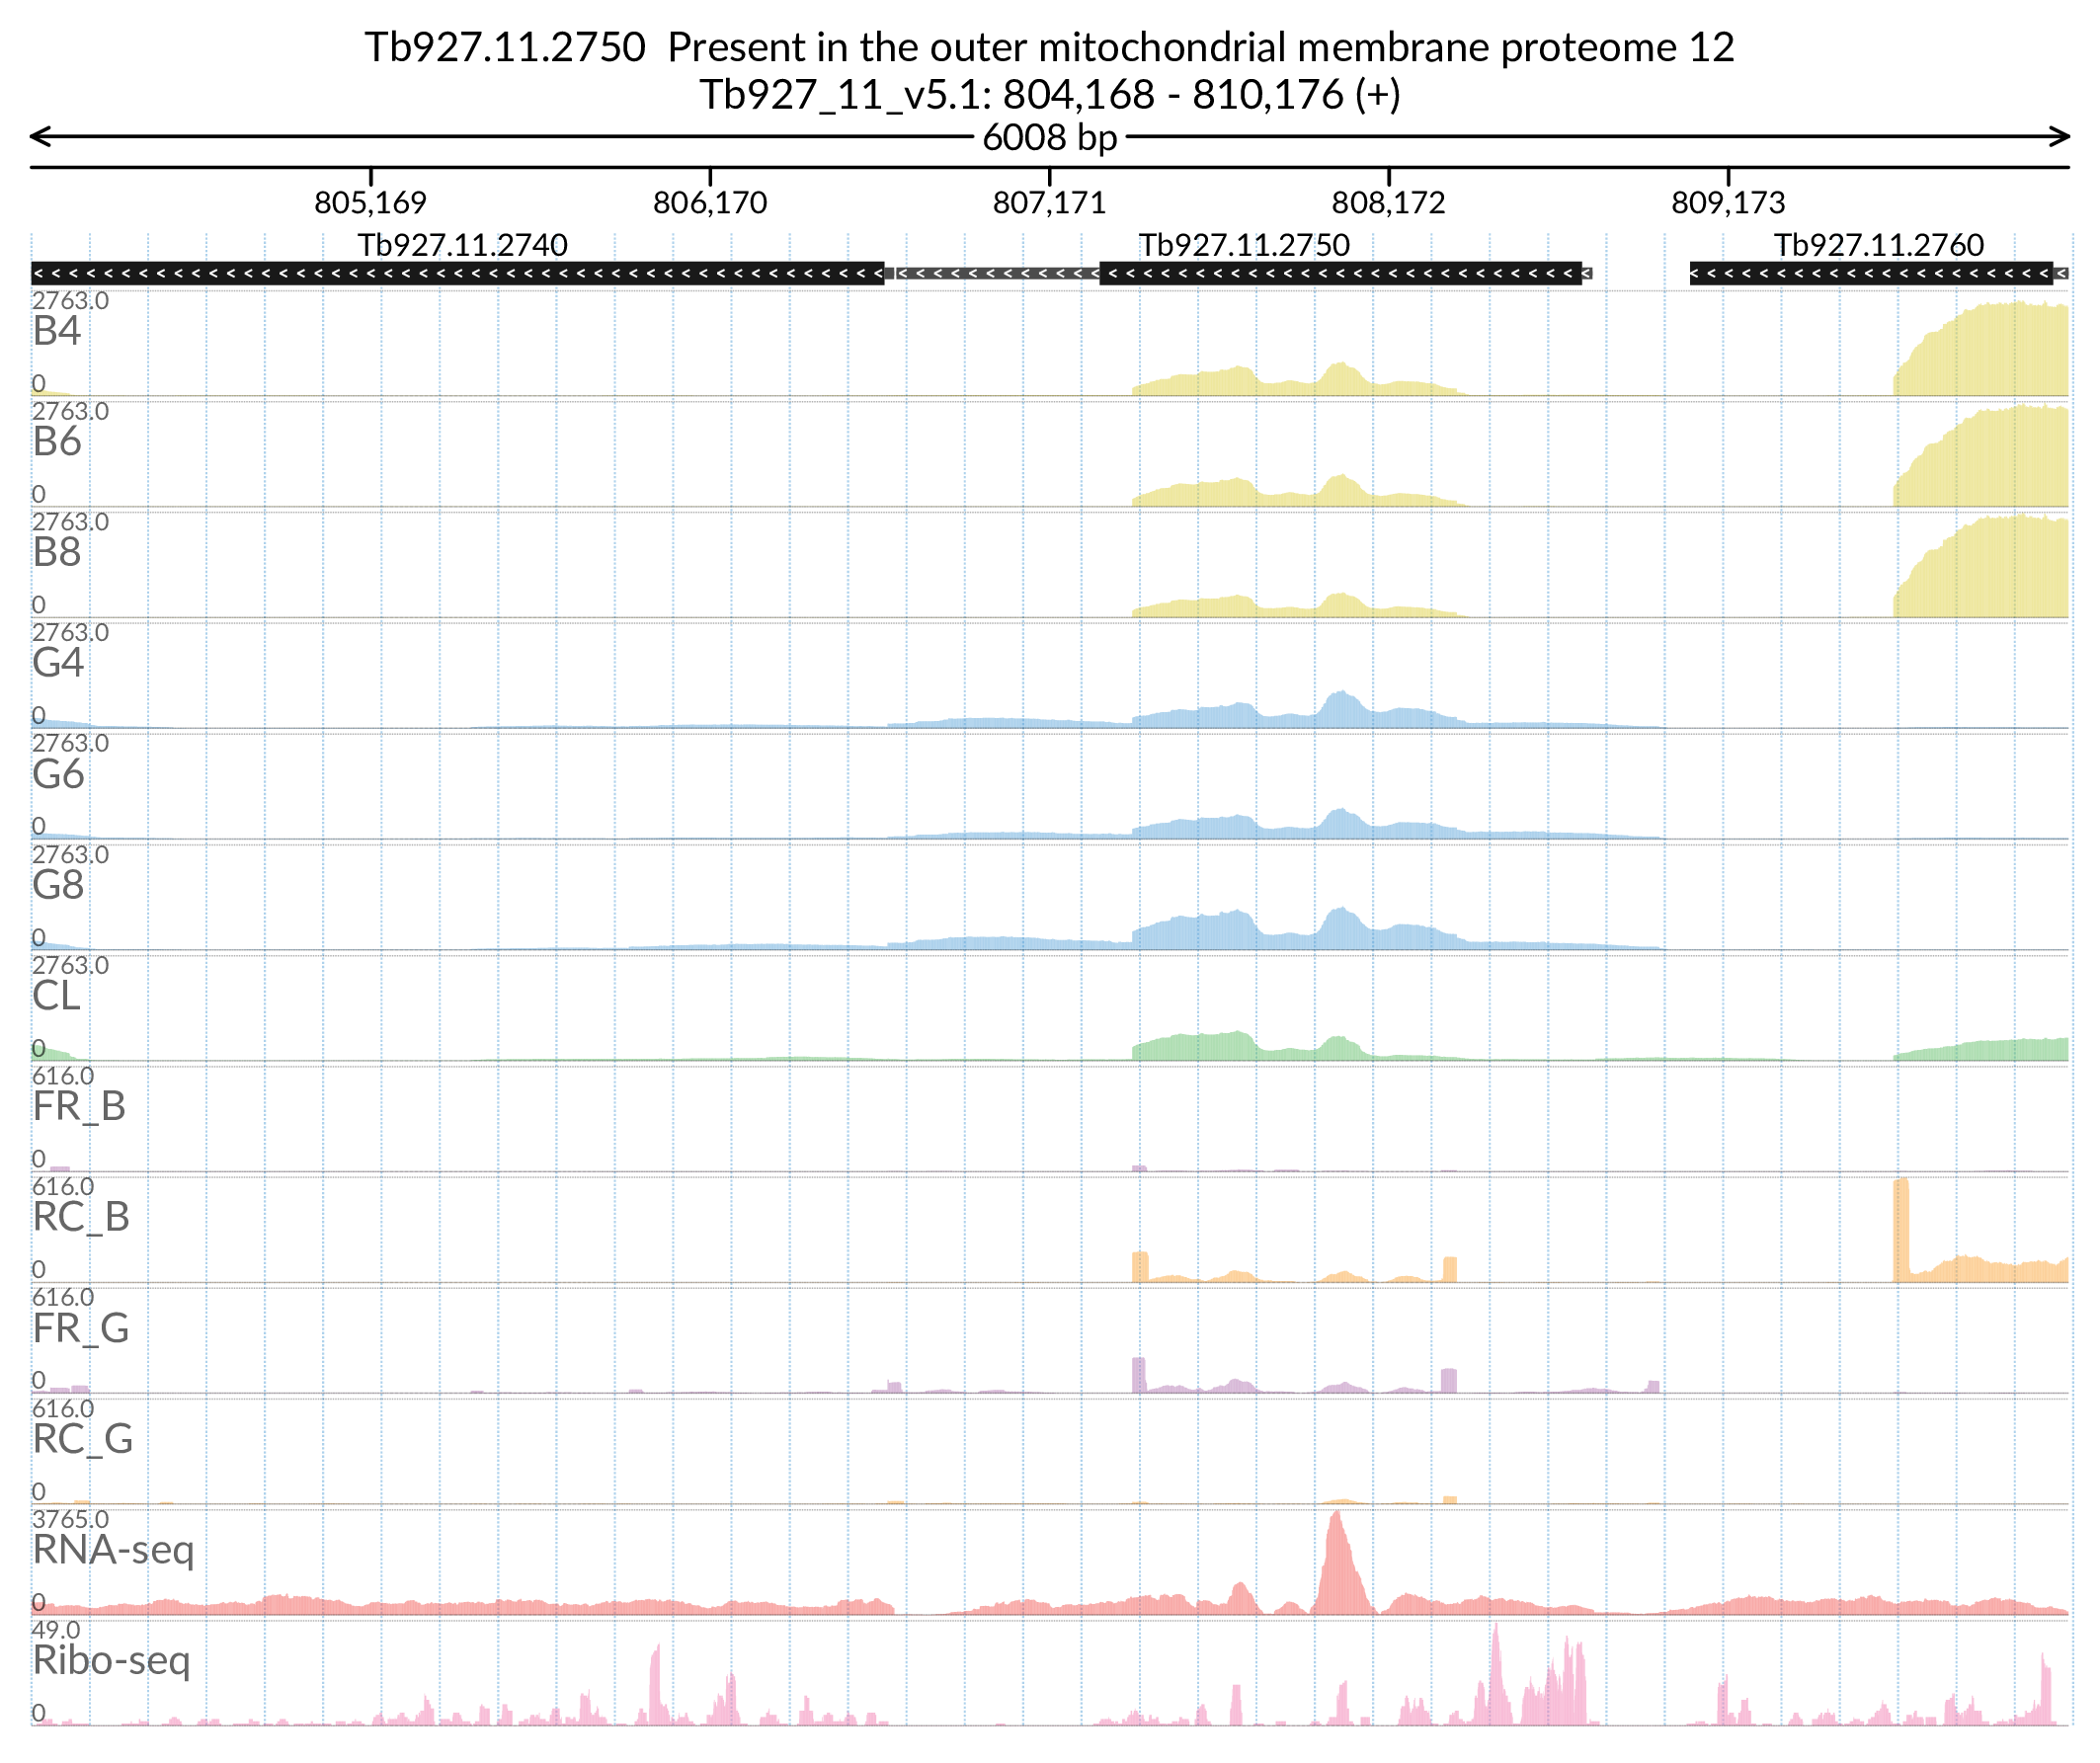 Tb927.11.2750 Present in the outer mitochondrial membrane proteome 12
Tb927_11_v5.1: 804,168 - 810,176 (+)
6008 bp
805,169 806,170 807,171 808,172 809,173
Tb927.11.2740 Tb927.11.2750 Tb927.11.2760
2763.0
B4
0
2763.0
B6
0
2763.0
B8
0
2763.0
G4
0
2763.0
G6
0
2763.0
G8
0
2763.0
CL
0
616.0
FR_B
0
616.0
RC_B
0
616.0
FR_G
0
616.0
RC_G
0
3765.0
RNA-seq
0
49.0
Ribo-seq
0